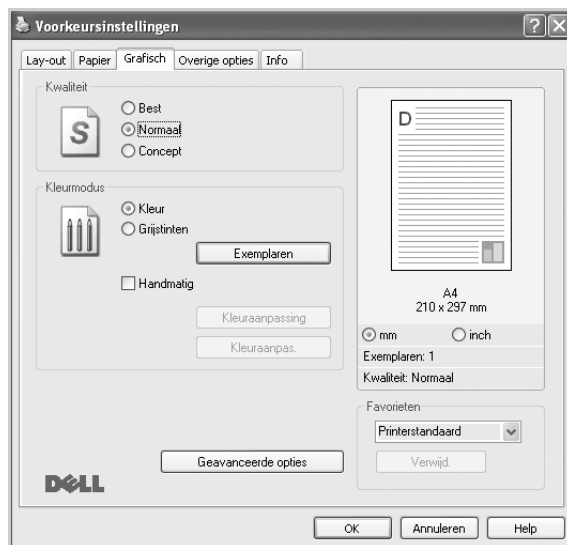 Voorkeursinstellingen
Lay-out Papier Grafisch Overige opties Info
Kwaliteit
S
Best
Normaal
Concept
Kleurmodus
Kleur
Grijstinten
Exemplaren
Handmatig
Kleuraanpassing
Kleuraanpas.
Geavanceerde opties
DELL
D
A4
210 x 297 mm
mm inch
Exemplaren: 1
Kwaliteit: Normaal
Favorieten
Printerstandaard
Verwijd.
OK Annuleren Help